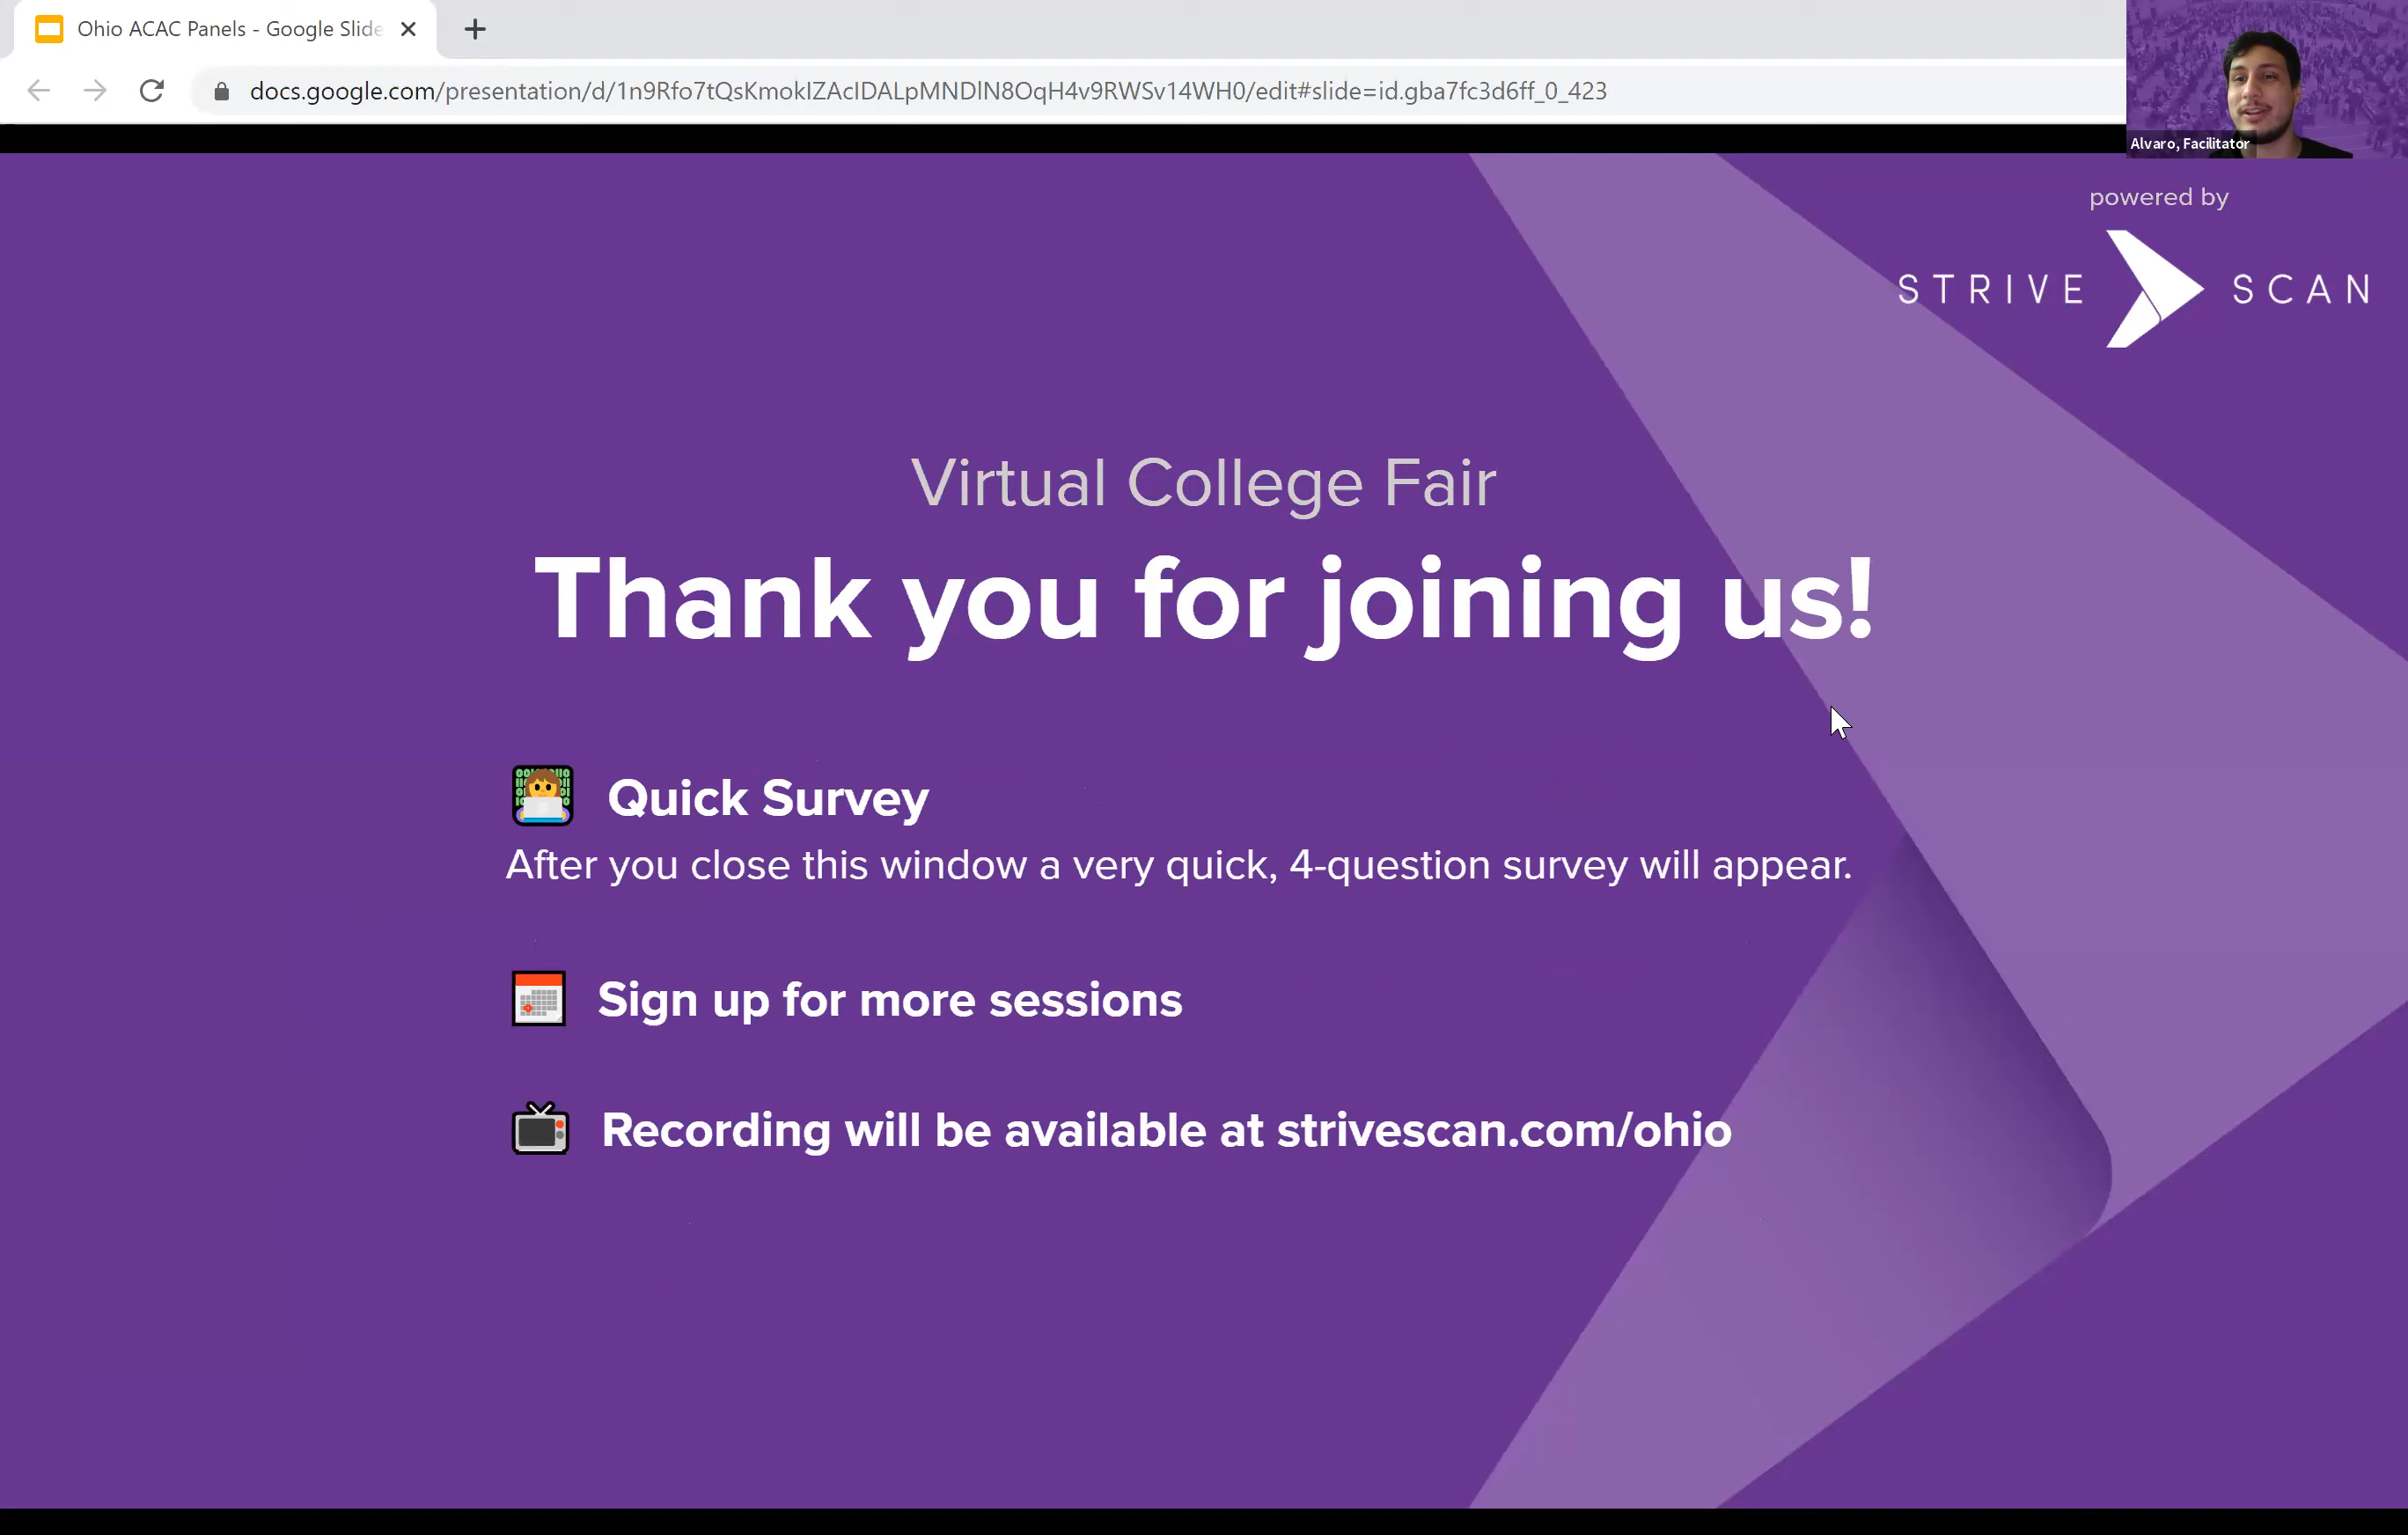 Ohio ACAC Panels - Google Slide
docs.google.com/presentation/d/1n9Rfo7tQsKmokIZAcIDALpMNDlN8OqH4v9RWSv14WH0/edit#slide=id.gba7fc3d6ff_0_423
Alvaro, Facilitator
powered by
STRIVE SCAN
Virtual College Fair
Thank you for joining us!
Quick Survey
After you close this window a very quick, 4-question survey will appear.
Sign up for more sessions
Recording will be available at strivescan.com/ohio